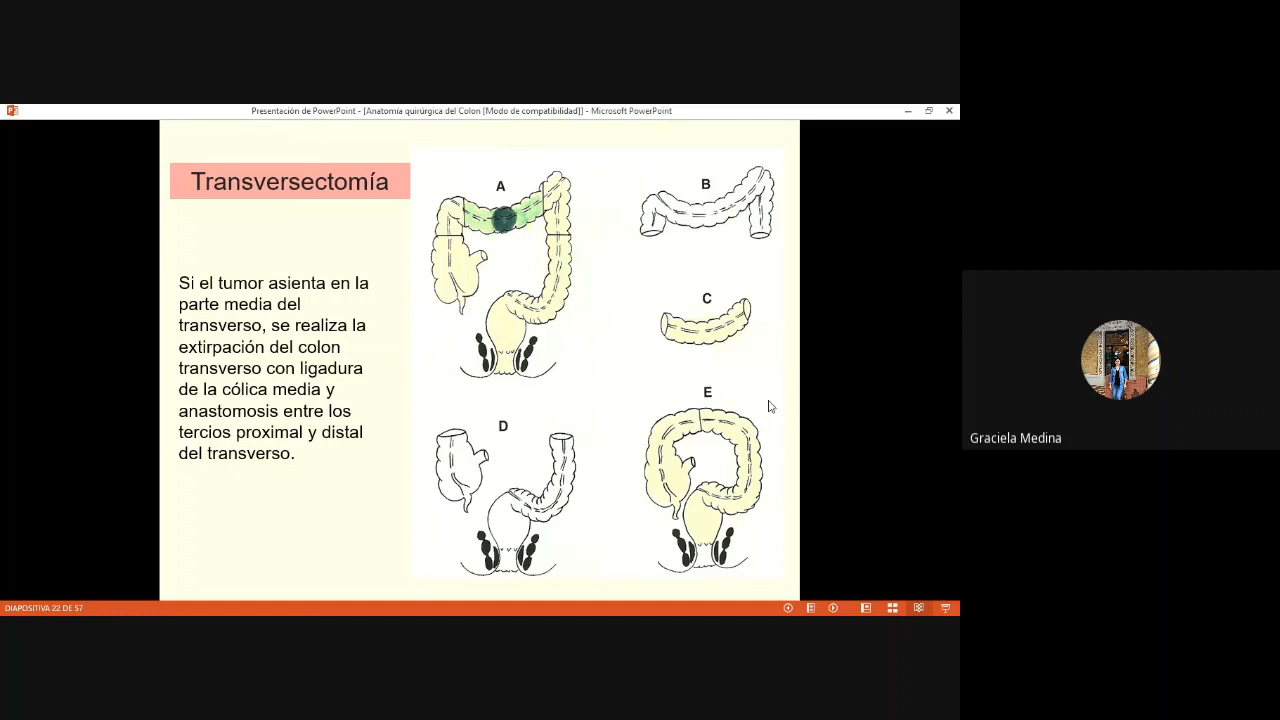 Presentación de PowerPoint - [Anatomia quirúrgica del Colon [Modo de compatibilidad]] - Microsoft PowerPoint
Transversectomía
Si el tumor asienta en la
parte media del
transverso, se realiza la
extirpación del colon
transverso con ligadura
de la cólica media y
anastomosis entre los
tercios proximal y distal
del transverso.
A
B
C
D
E
Graciela Medina
DIAPOSITIVA 22 DE 57